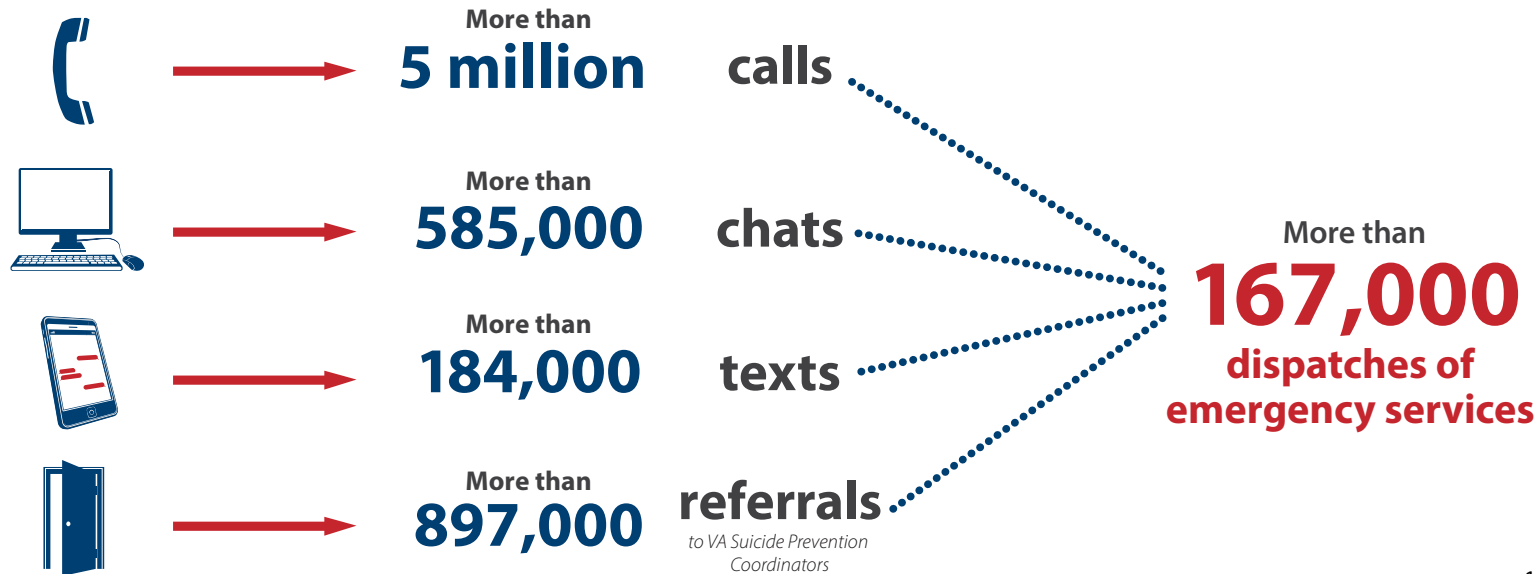 More than
5 million
calls
More than
585,000
chats
More than
184,000
texts
More than
897,000
referrals
to VA Suicide Prevention
Coordinators
More than
167,000
dispatches of
emergency services